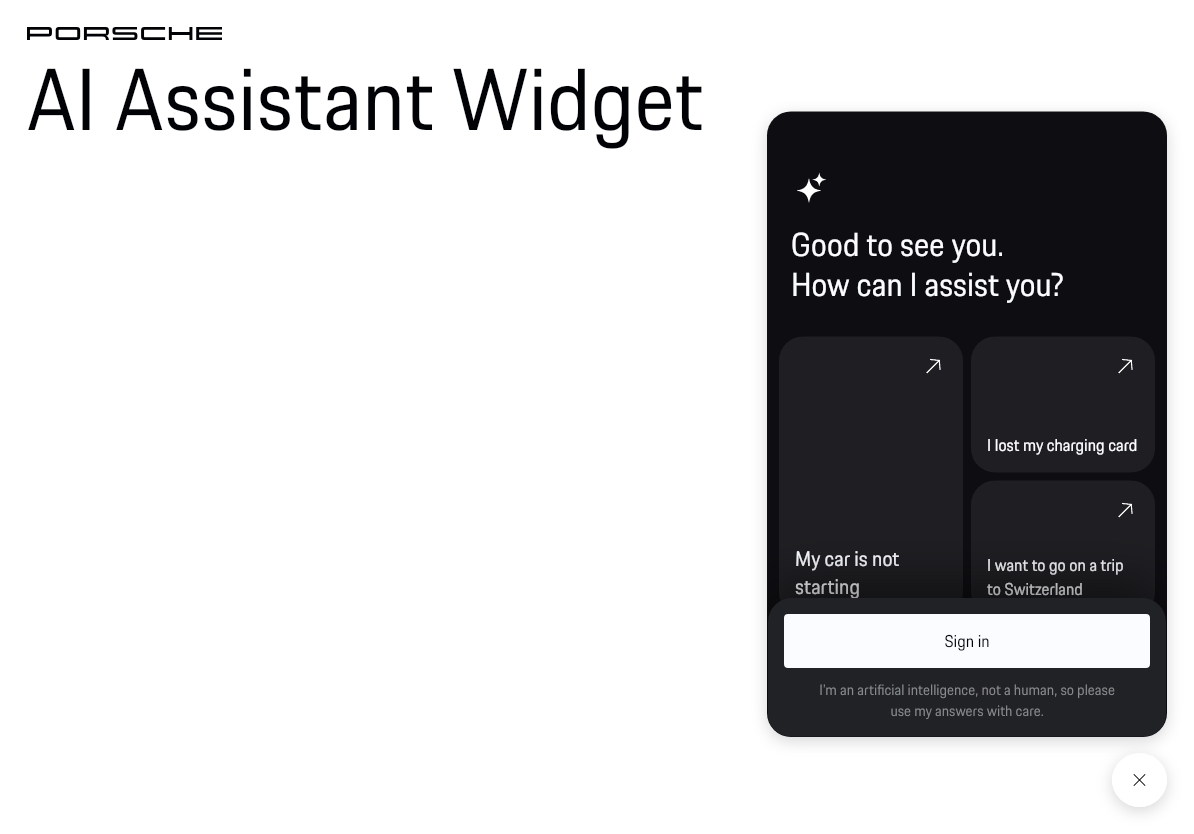 PORSCHE
AI Assistant Widget
Good to see you.
How can I assist you?
I lost my charging card
My car is not
starting
I want to go on a trip
to Switzerland
Sign in
I'm an artificial intelligence, not a human, so please
use my answers with care.